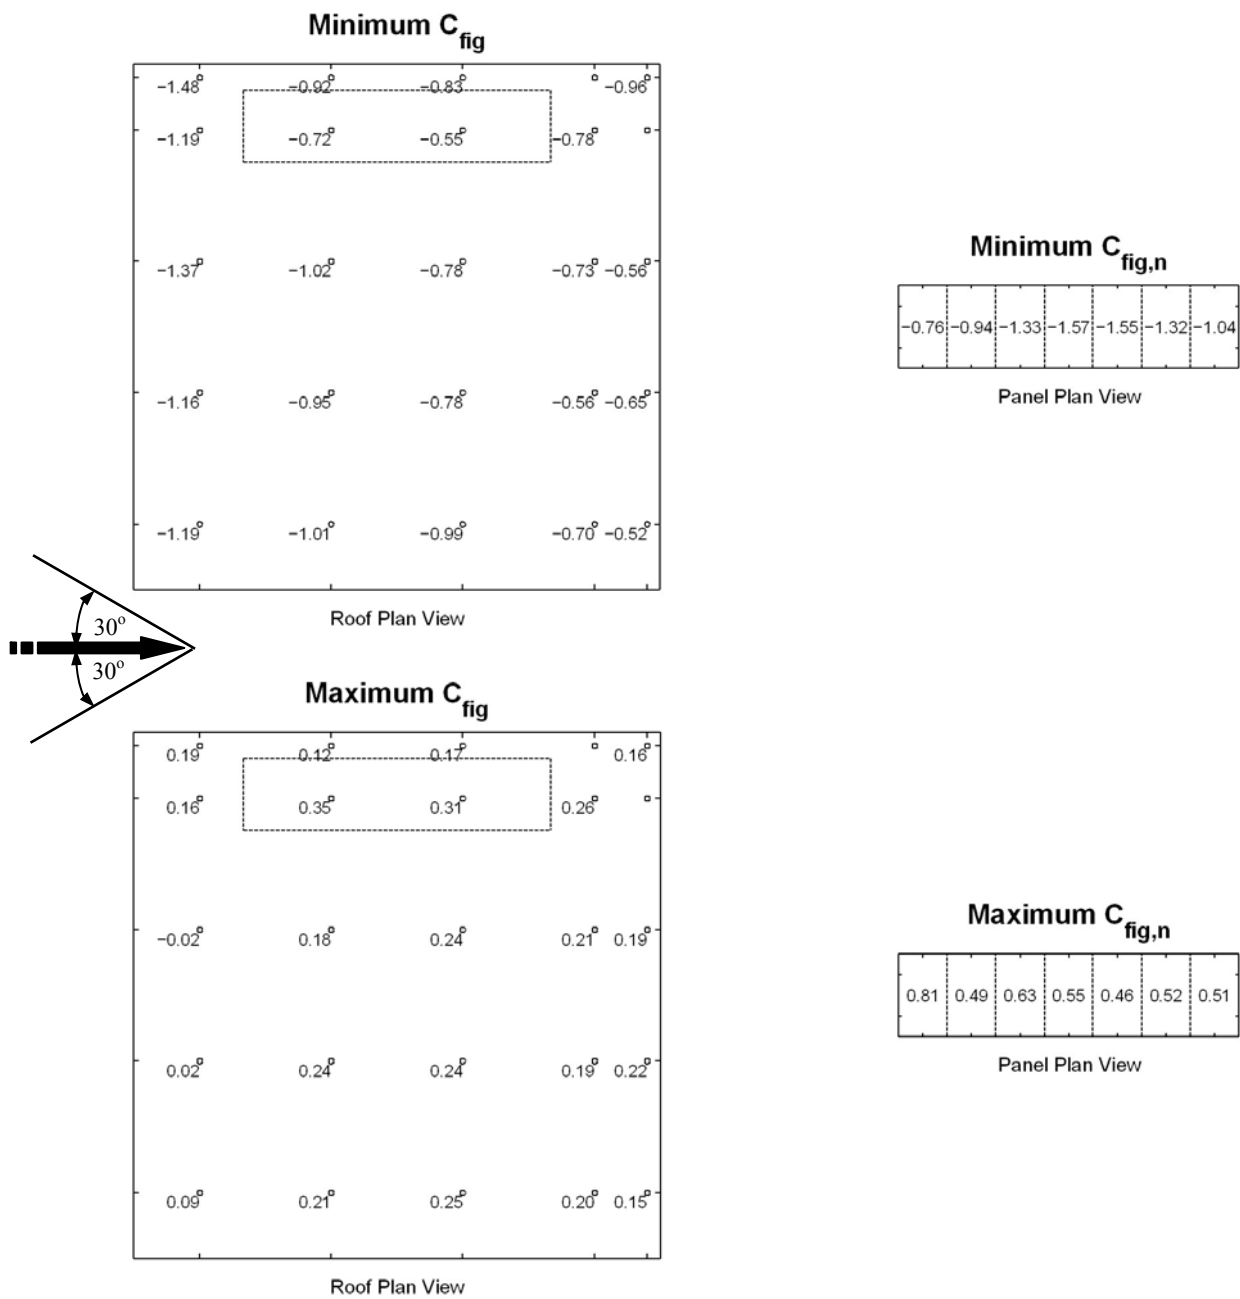 Minimum C fig
−1.48 −0.92 −0.83 −0.96
−1.19 −0.72 −0.55 −0.78
−1.37 −1.02 −0.78 −0.73 −0.56
−1.16 −0.95 −0.78 −0.56 −0.65
−1.19 −1.01 −0.99 −0.70 −0.52
Roof Plan View
Minimum C fig,n
−0.76 −0.94 −1.33 −1.57 −1.55 −1.32 −1.04
Panel Plan View
30°
30°
Maximum C fig
0.19 0.12 0.17 0.16
0.16 0.35 0.31 0.26
−0.02 0.18 0.24 0.21 0.19
0.02 0.24 0.24 0.19 0.22
0.09 0.21 0.25 0.20 0.15
Roof Plan View
Maximum C fig,n
0.81 0.49 0.63 0.55 0.46 0.52 0.51
Panel Plan View